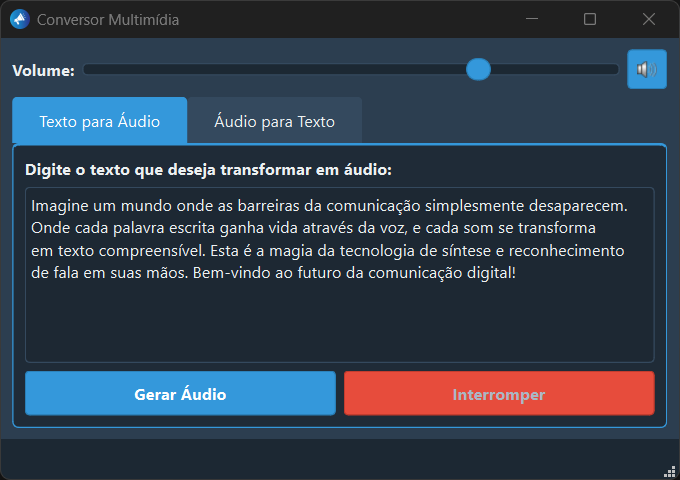 Conversor Multimídia
Volume:
Texto para Áudio
Áudio para Texto
Digite o texto que deseja transformar em áudio:
Imagine um mundo onde as barreiras da comunicação simplesmente desaparecem.
Onde cada palavra escrita ganha vida através da voz, e cada som se transforma
em texto compreensível. Esta é a magia da tecnologia de síntese e reconhecimento
de fala em suas mãos. Bem-vindo ao futuro da comunicação digital!
Gerar Áudio
Interromper